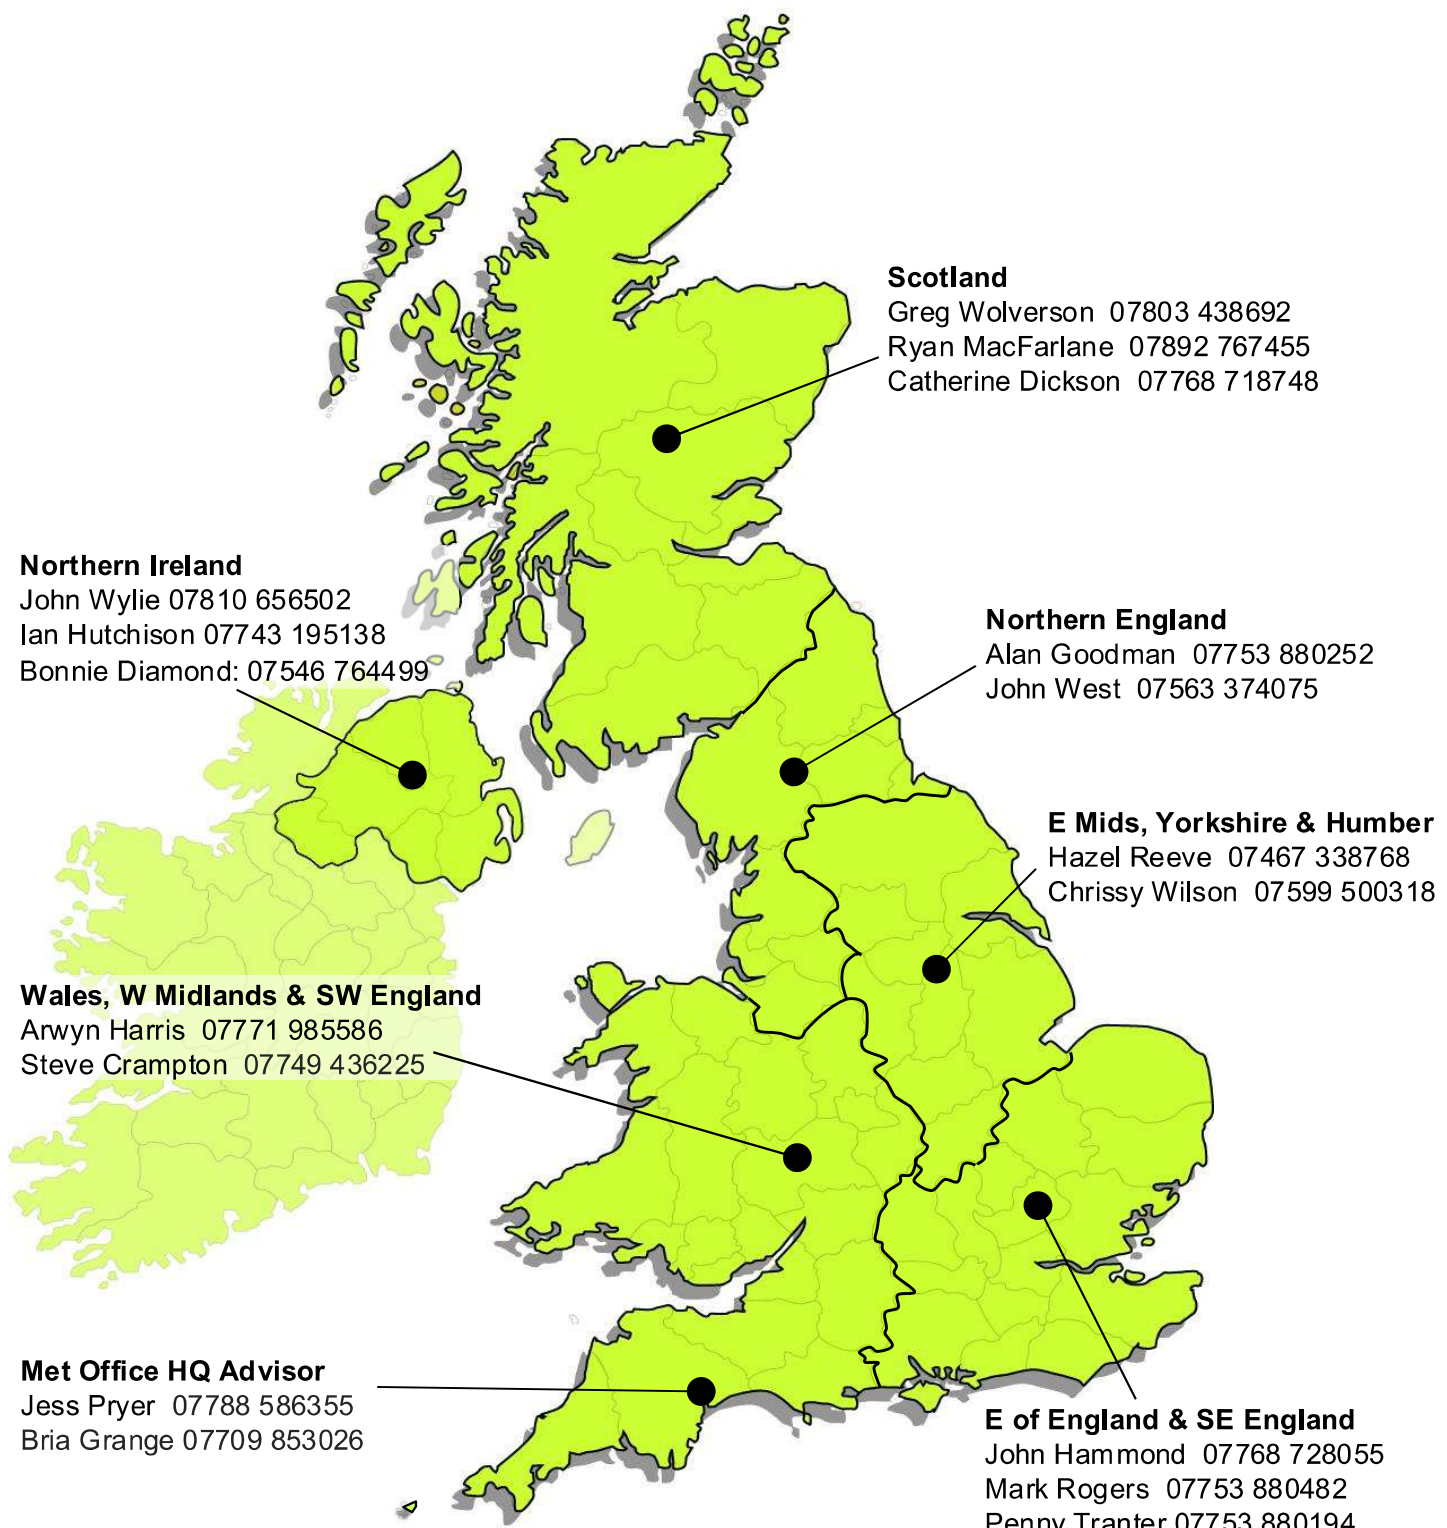 Scotland
Greg Wolverson 07803 438692
Ryan MacFarlane 07892 767455
Catherine Dickson 07768 718748
Northern Ireland
John Wylie 07810 656502
Ian Hutchison 07743 195138
Bonnie Diamond: 07546 764499
Northern England
Alan Goodman 07753 880252
John West 07563 374075
E Mids, Yorkshire & Humber
Hazel Reeve 07467 338768
Chrissy Wilson 07599 500318
Wales, W Midlands & SW England
Arwyn Harris 07771 985586
Steve Crampton 07749 436225
Met Office HQ Advisor
Jess Pryer 07788 586355
Bria Grange 07709 853026
E of England & SE England
John Hammond 07768 728055
Mark Rogers 07753 880482
Penny Tranter 07753 880194